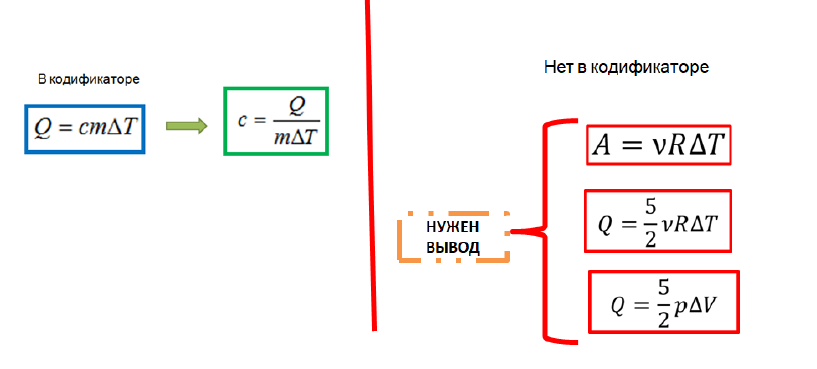 В кодификаторе
Q = cmΔT
c = Q / mΔT
Нет в кодификаторе
A = νRΔT
НУЖЕН
ВЫВОД
Q = 5/2 νRΔT
Q = 5/2 pΔV